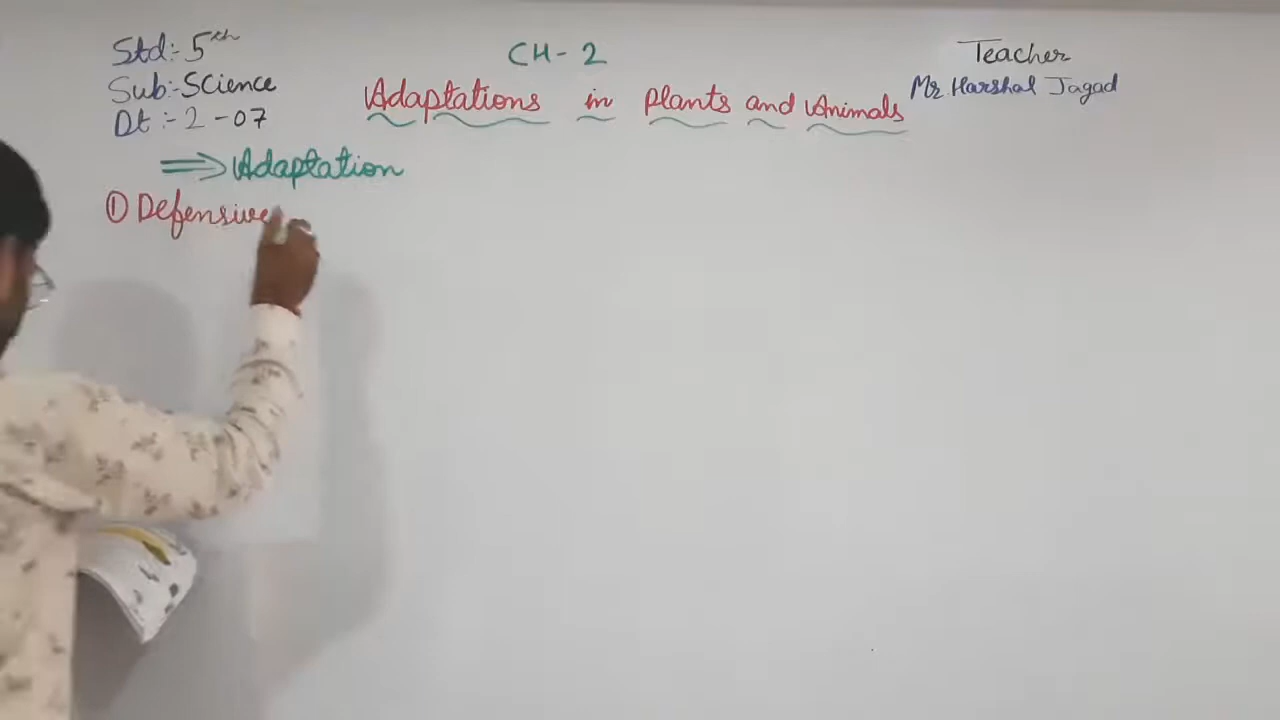 Std:- 5th
CH- 2
Teacher
Sub:- Science
Adaptations in plants and Animals
Mr. Harshal Jagad
Dt :- 2 -07
⇒ Adaptation
① Defensive